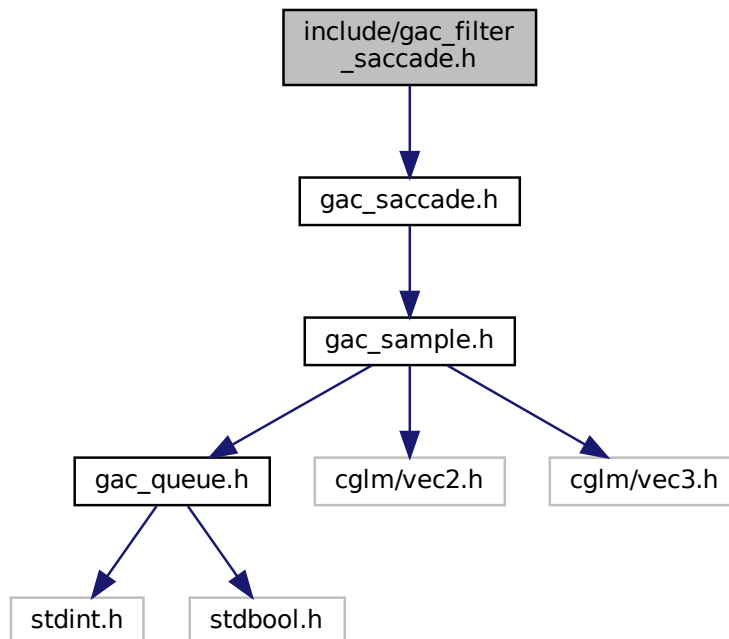 include/gac_filter
_saccade.h
gac_saccade.h
gac_sample.h
gac_queue.h
cglm/vec2.h
cglm/vec3.h
stdint.h
stdbool.h